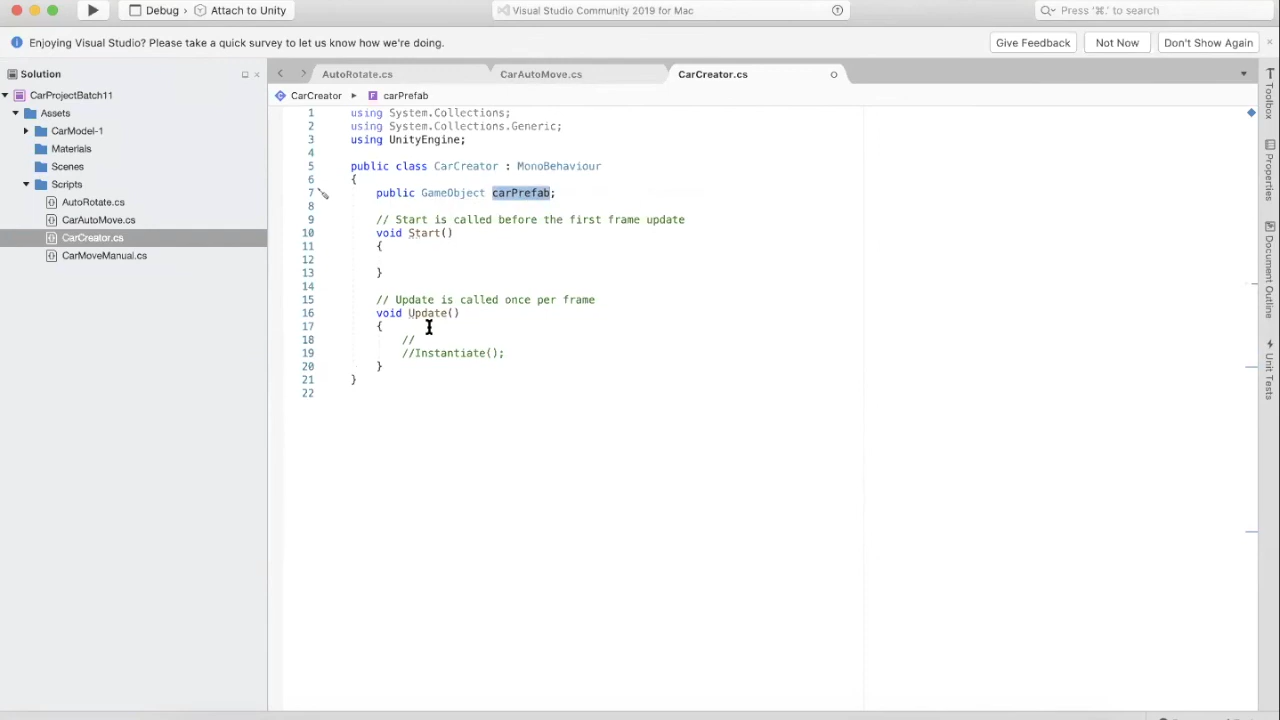 Debug › Attach to Unity
Visual Studio Community 2019 for Mac
Press '⌘.' to search
Enjoying Visual Studio? Please take a quick survey to let us know how we're doing.
Give Feedback
Not Now
Don't Show Again
Solution
AutoRotate.cs
CarAutoMove.cs
CarCreator.cs
CarProjectBatch11
CarCreator
carPrefab
Assets
CarModel-1
Materials
Scenes
Scripts
AutoRotate.cs
CarAutoMove.cs
CarCreator.cs
CarMoveManual.cs
1 using System.Collections;
2 using System.Collections.Generic;
3 using UnityEngine;
4
5 public class CarCreator : MonoBehaviour
6 {
7 public GameObject carPrefab;
8
9 // Start is called before the first frame update
10 void Start()
11 {
12
13 }
14
15 // Update is called once per frame
16 void Update()
17 {
18 //
19 //Instantiate();
20 }
21 }
22
Toolbox
Properties
Document Outline
Unit Tests